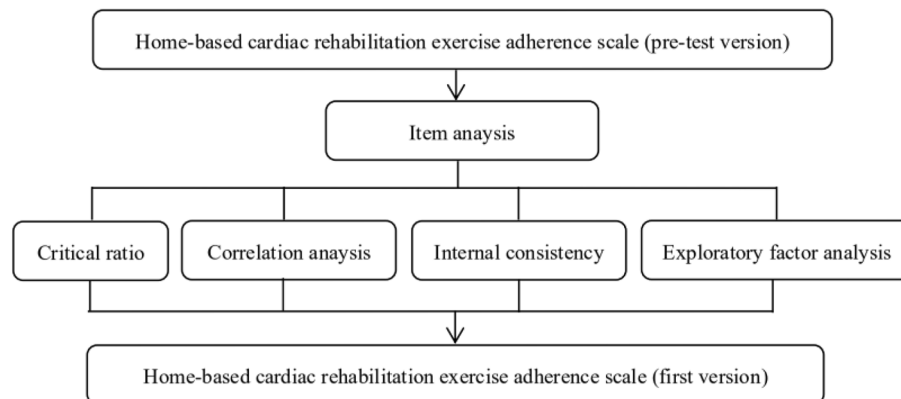 Home-based cardiac rehabilitation exercise adherence scale (pre-test version)
Item anaysis
Critical ratio
Correlation anaysis
Internal consistency
Exploratory factor analysis
Home-based cardiac rehabilitation exercise adherence scale (first version)